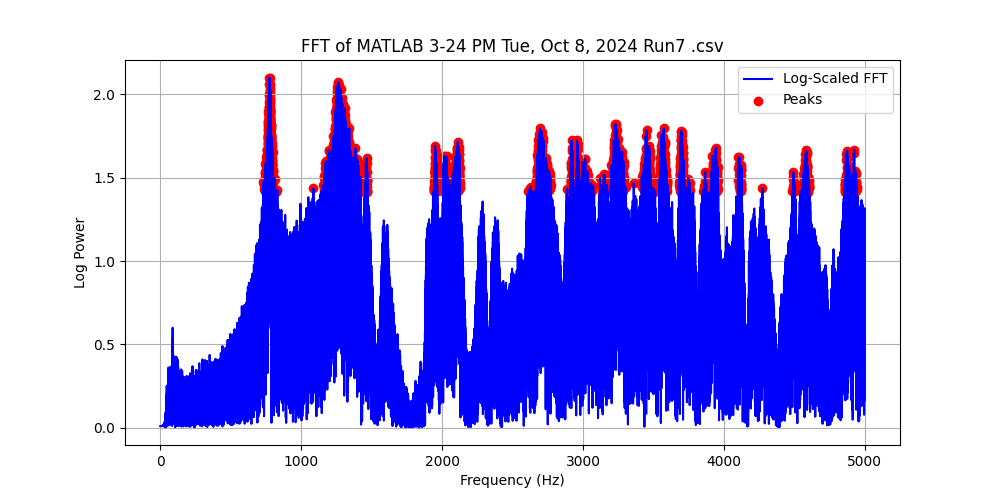 FFT of MATLAB 3-24 PM Tue, Oct 8, 2024 Run7 .csv
Log-Scaled FFT
Peaks
Log Power
2.0
1.5
1.0
0.5
0.0
0 1000 2000 3000 4000 5000
Frequency (Hz)